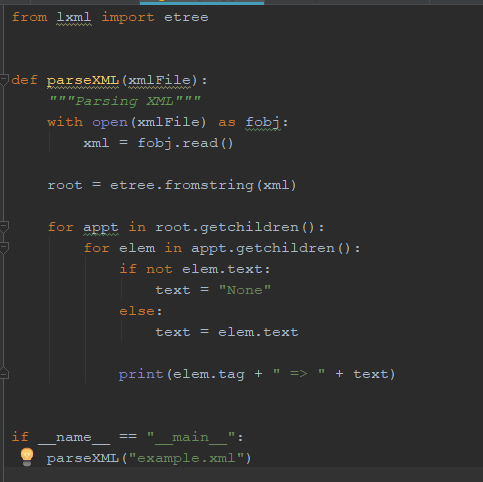 from lxml import etree
def parseXML(xmlFile):
    """Parsing XML"""
    with open(xmlFile) as fobj:
        xml = fobj.read()
    root = etree.fromstring(xml)
    for appt in root.getchildren():
        for elem in appt.getchildren():
            if not elem.text:
                text = "None"
            else:
                text = elem.text
            print(elem.tag + " => " + text)
if __name__ == "__main__":
    parseXML("example.xml")